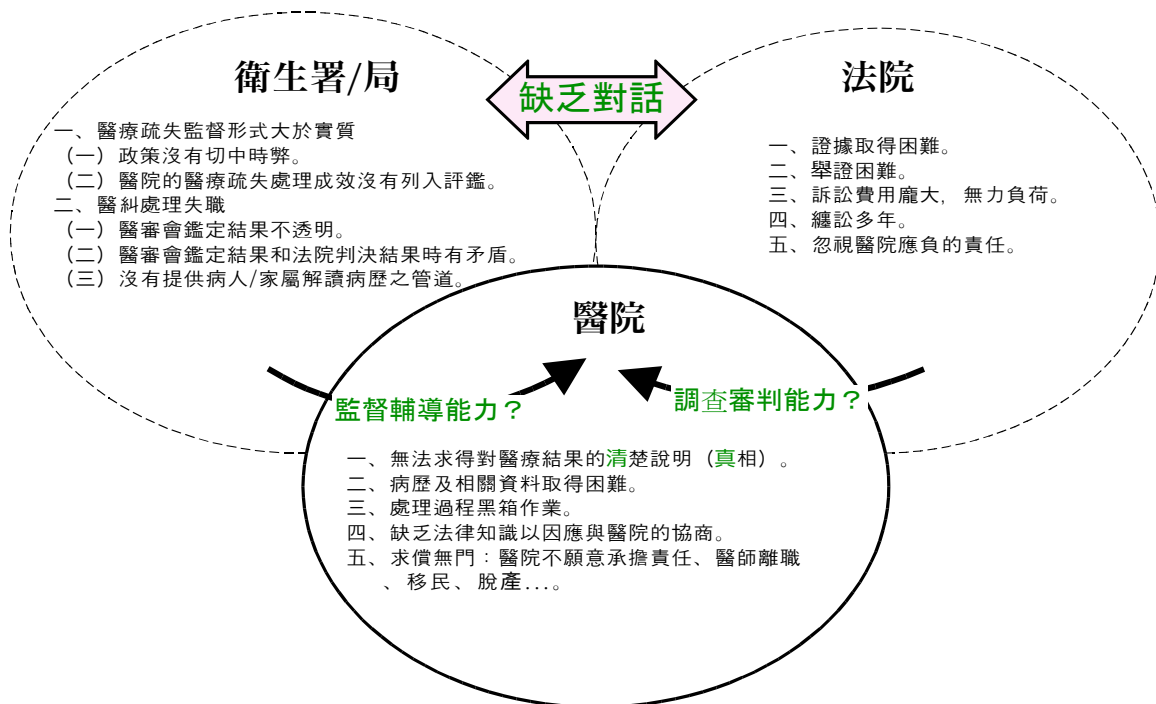 衛生署/局
一、醫療疏失監督形式大於實質
（一）政策沒有切中時弊。
（二）醫院的醫療疏失處理成效沒有列入評鑑。
二、醫糾處理失職
（一）醫審會鑑定結果不透明。
（二）醫審會鑑定結果和法院判決結果時有矛盾。
（三）沒有提供病人/家屬解讀病歷之管道。
缺乏對話
法院
一、證據取得困難。
二、舉證困難。
三、訴訟費用龐大，無力負荷。
四、纏訟多年。
五、忽視醫院應負的責任。
醫院
監督輔導能力？
調查審判能力？
一、無法求得對醫療結果的清楚說明（真相）。
二、病歷及相關資料取得困難。
三、處理過程黑箱作業。
四、缺乏法律知識以因應與醫院的協商。
五、求償無門：醫院不願意承擔責任、醫師離職
、移民、脫產...。